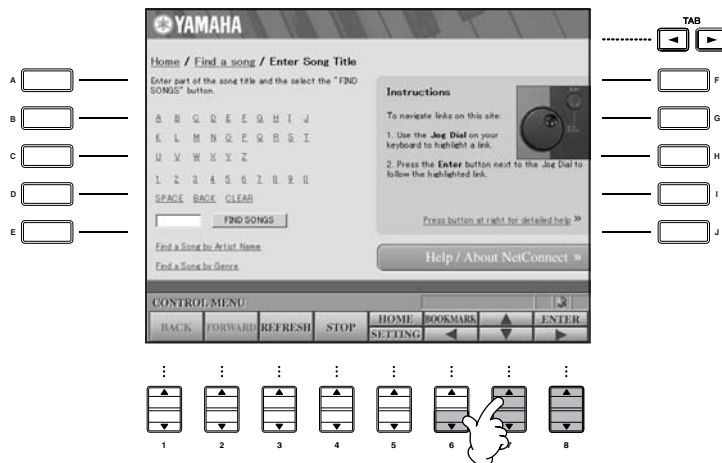 YAMAHA
TAB
Home / Find a song / Enter Song Title
Enter part of the song title and the select the "FIND
SONGS" button.
A B C D E F G H I J
K L M N O P Q R S T
U V W X Y Z
1 2 3 4 5 6 7 8 9 0
SPACE BACK CLEAR
FIND SONGS
Find a Song by Artist Name
Find a Song by Genre
Instructions
To navigate links on this site:
1. Use the Jog Dial on your
keyboard to highlight a link.
2. Press the Enter button next to the Jog Dial to
follow the highlighted link.
Press button at right for detailed help »
Help / About NetConnect »
A
B
C
D
E
F
G
H
I
J
CONTROL MENU
BACK FORWARD REFRESH STOP HOME BOOKMARK ENTER
SETTING
1 2 3 4 5 6 7 8